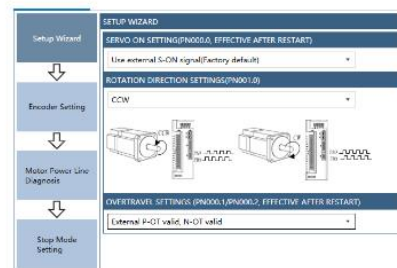 SETUP WIZARD
Setup Wizard
SERVO ON SETTING(PN000.0, EFFECTIVE AFTER RESTART)
Use external S-ON signal(Factory default)
ROTATION DIRECTION SETTINGS(PN001.0)
CCW
Encoder Setting
Motor Power Line
Diagnosis
OVERTRAVEL SETTINGS (PN000.1/PN000.2, EFFECTIVE AFTER RESTART)
External P-OT valid, N-OT valid
Stop Mode
Setting